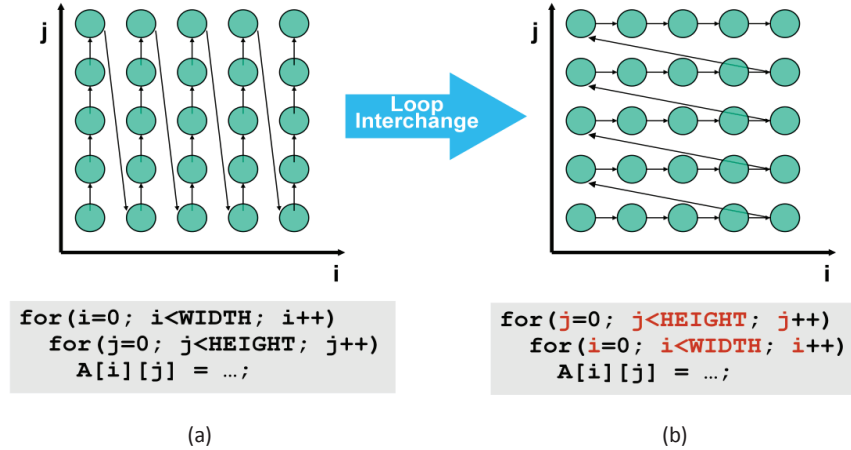 j
i
Loop
Interchange
j
i
for(i=0; i<WIDTH; i++)
for(j=0; j<HEIGHT; j++)
A[i][j] = …;
(a)
for(j=0; j<HEIGHT; j++)
for(i=0; i<WIDTH; i++)
A[i][j] = …;
(b)